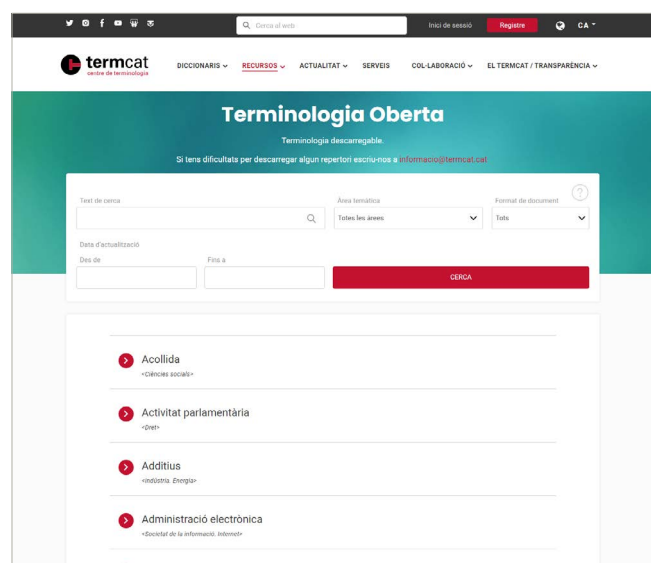 Cerca al web
Inici de sessió
Registre
CA
termcat
centre de terminologia
DICCIONARIS
RECURSOS
ACTUALITAT
SERVEIS
COL·LABORACIÓ
EL TERMCAT / TRANSPARÈNCIA
Terminologia Oberta
Terminologia descarregable.
Si tens dificultats per descarregar algun repertori escriu-nos a informacio@termcat.cat
?
Text de cerca
Àrea temàtica
Format de document
Totes les àrees
Tots
Data d'actualització
Des de
Fins a
CERCA
Acollida
<Ciències socials>
Activitat parlamentària
<Dret>
Additius
<Indústria. Energia>
Administració electrònica
<Societat de la informació. Internet>